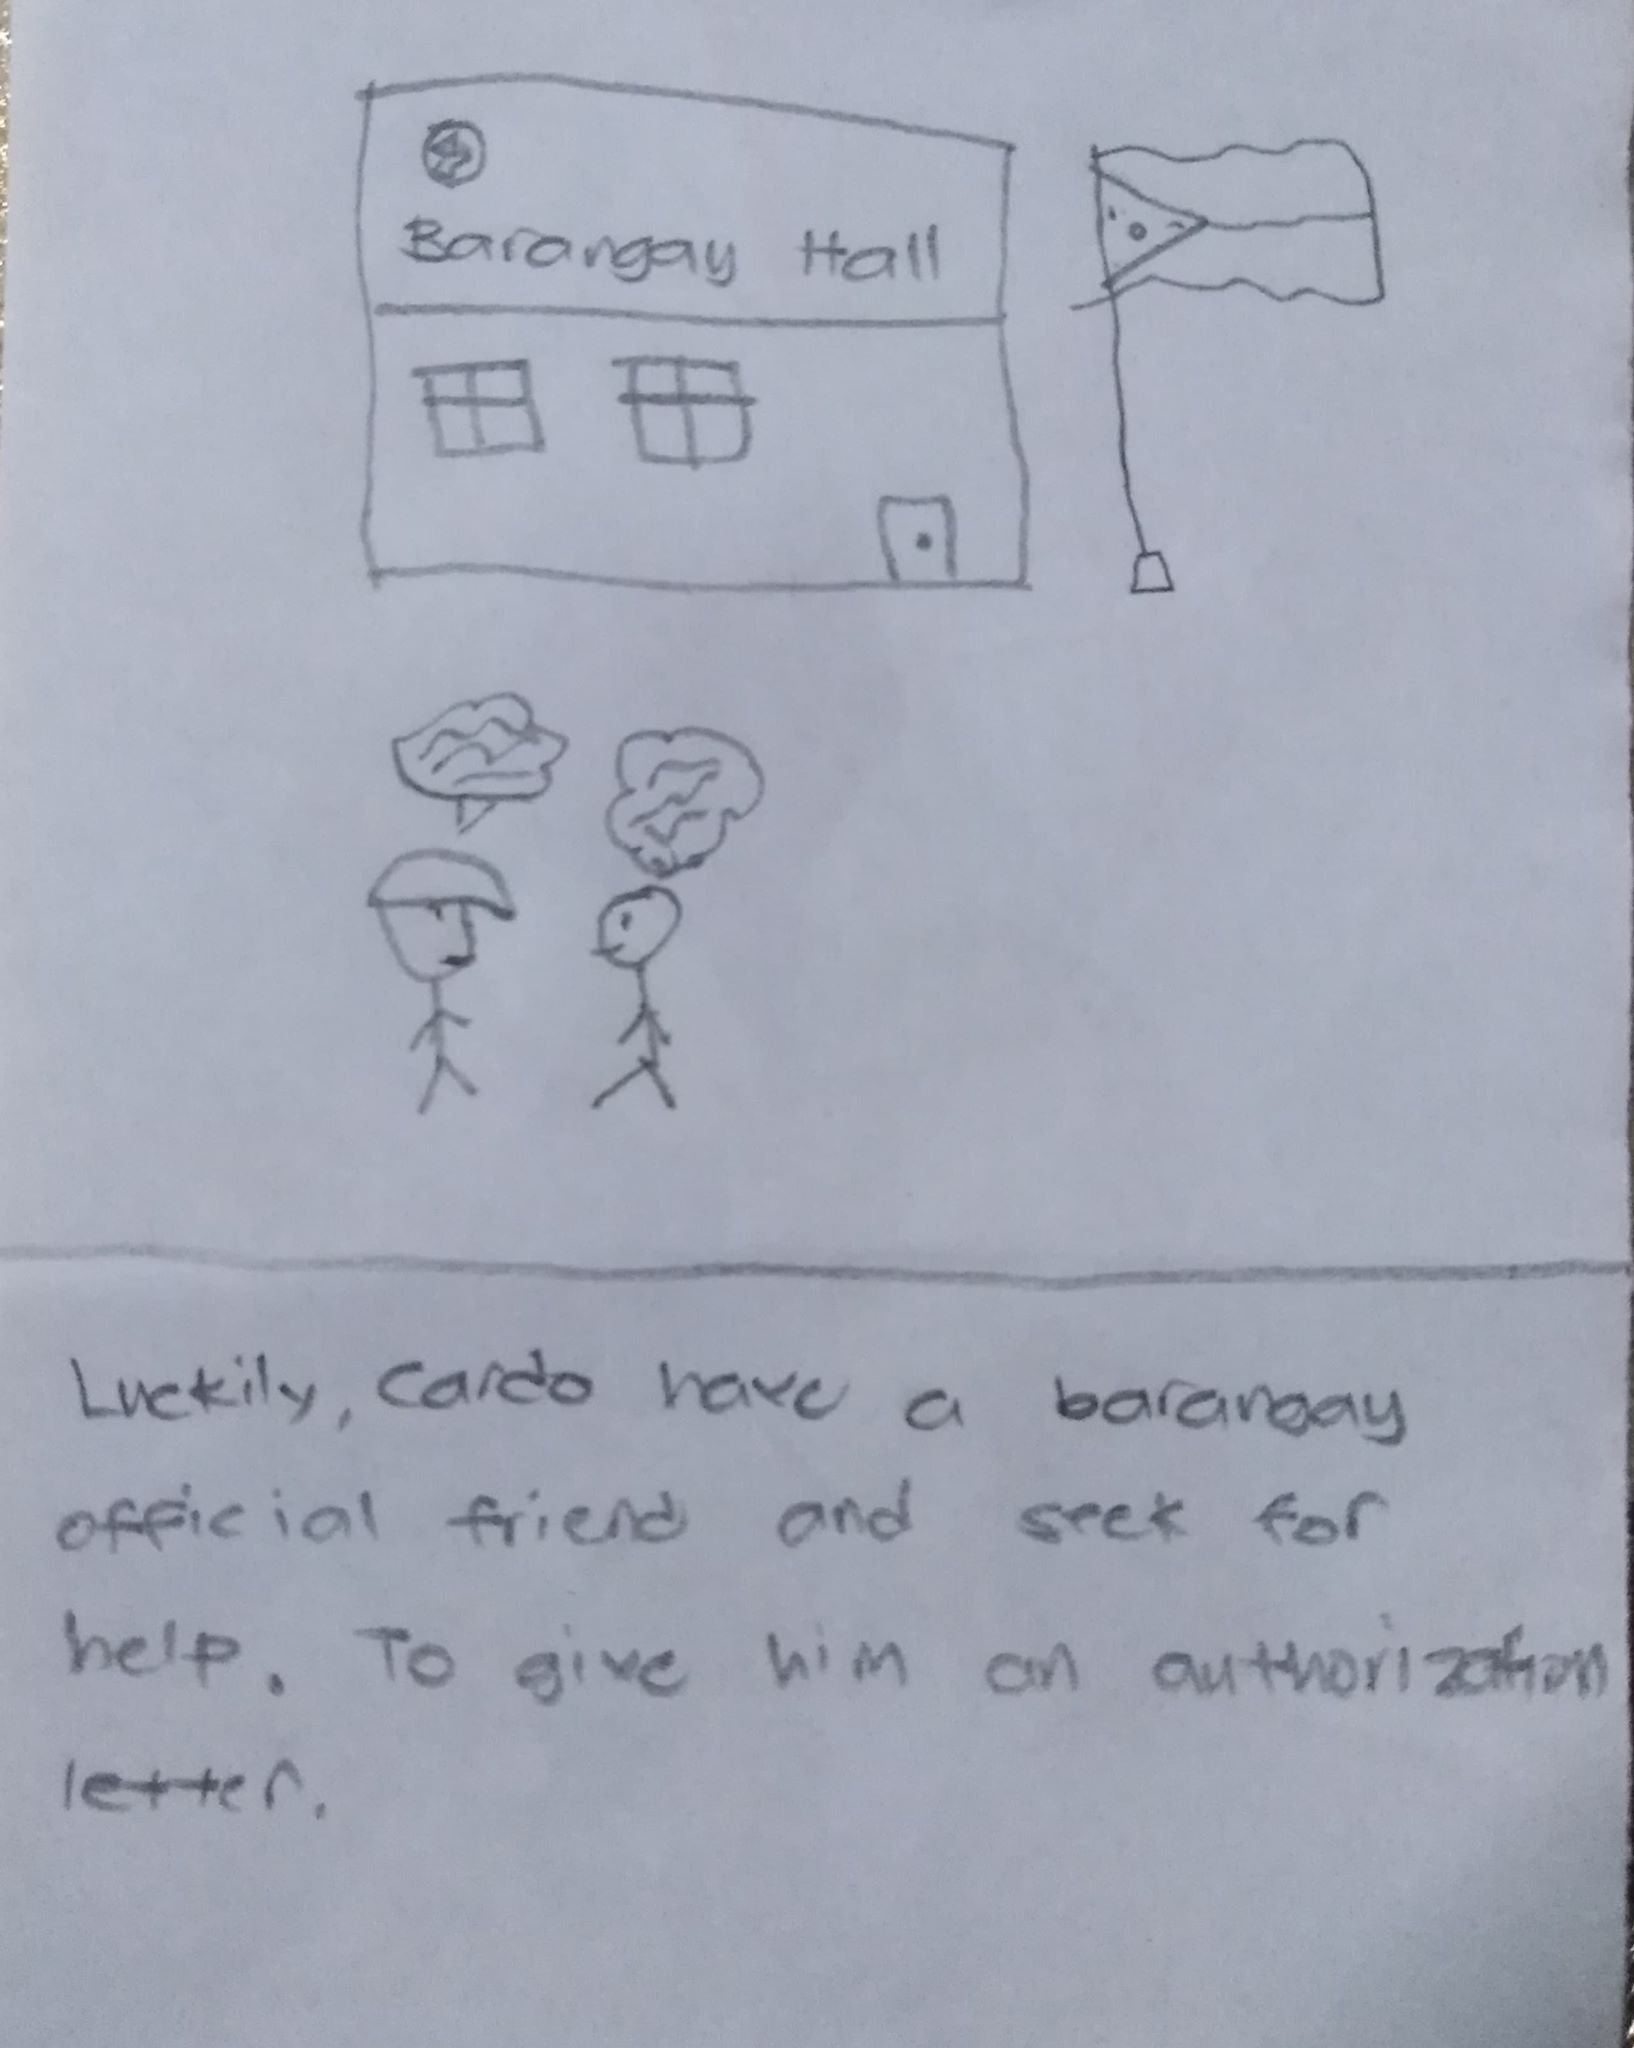 Barangay Hall
Luckily, Cardo have a barangay
official friend and seek for
help. To give him an authorization
letter.